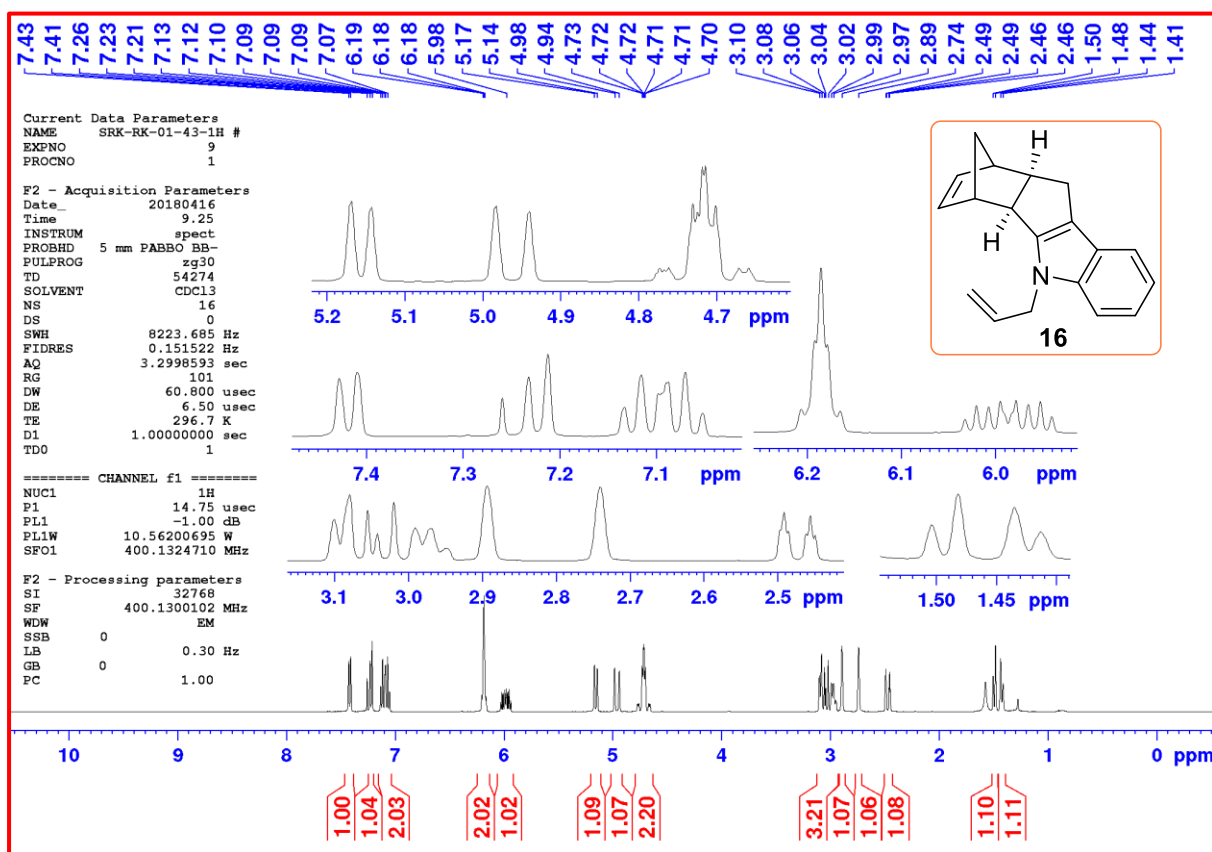 7.43 7.41 7.26 7.23 7.21 7.13 7.12 7.10 7.09 7.09 7.09 7.07 6.19 6.18 6.18 5.98 5.17 5.14 4.98 4.94 4.73 4.72 4.72 4.71 4.71 4.70 3.10 3.08 3.06 3.04 3.02 2.99 2.97 2.89 2.74 2.49 2.49 2.46 2.46 1.50 1.48 1.44 1.41
Current Data Parameters
NAME SRK-RK-01-43-1H #
EXPNO 9
PROCNO 1
F2 - Acquisition Parameters
Date_ 20180416
Time 9.25
INSTRUM spect
PROBHD 5 mm PABBO BB-
PULPROG zg30
TD 54274
SOLVENT CDCl3
NS 16
DS 0
SWH 8223.685 Hz
FIDRES 0.151522 Hz
AQ 3.2998593 sec
RG 101
DW 60.800 usec
DE 6.50 usec
TE 296.7 K
D1 1.00000000 sec
TD0 1
======== CHANNEL f1 ========
NUC1 1H
P1 14.75 usec
PL1 -1.00 dB
PL1W 10.56200695 W
SFO1 400.1324710 MHz
F2 - Processing parameters
SI 32768
SF 400.1300102 MHz
WDW EM
SSB 0
LB 0.30 Hz
GB 0
PC 1.00
H
H
N
16
5.2 5.1 5.0 4.9 4.8 4.7 ppm
7.4 7.3 7.2 7.1 ppm
6.2 6.1 6.0 ppm
3.1 3.0 2.9 2.8 2.7 2.6 2.5 ppm
1.50 1.45 ppm
10 9 8 7 6 5 4 3 2 1 0 ppm
1.00 1.04 2.03 2.02 1.02 1.09 1.07 2.20 3.21 1.07 1.06 1.08 1.10 1.11